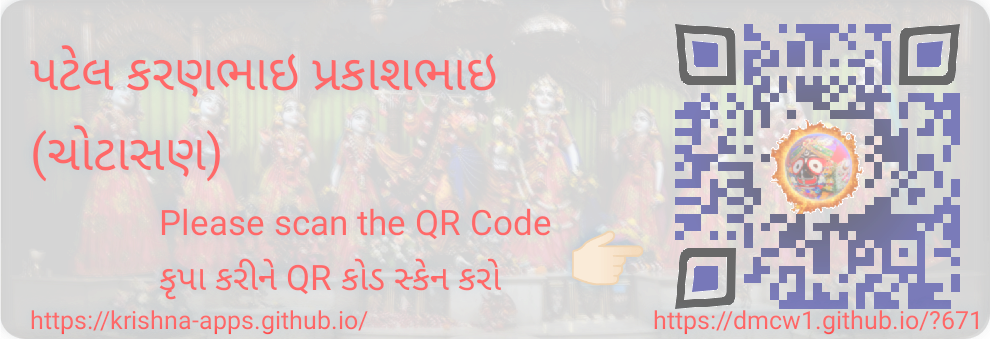 પટેલ કરણભાઇ પ્રકાશભાઇ
(ચોટાસણ)
Please scan the QR Code
કૃપા કરીને QR કોડ સ્કેન કરો
https://krishna-apps.github.io/
https://dmcw1.github.io/?671